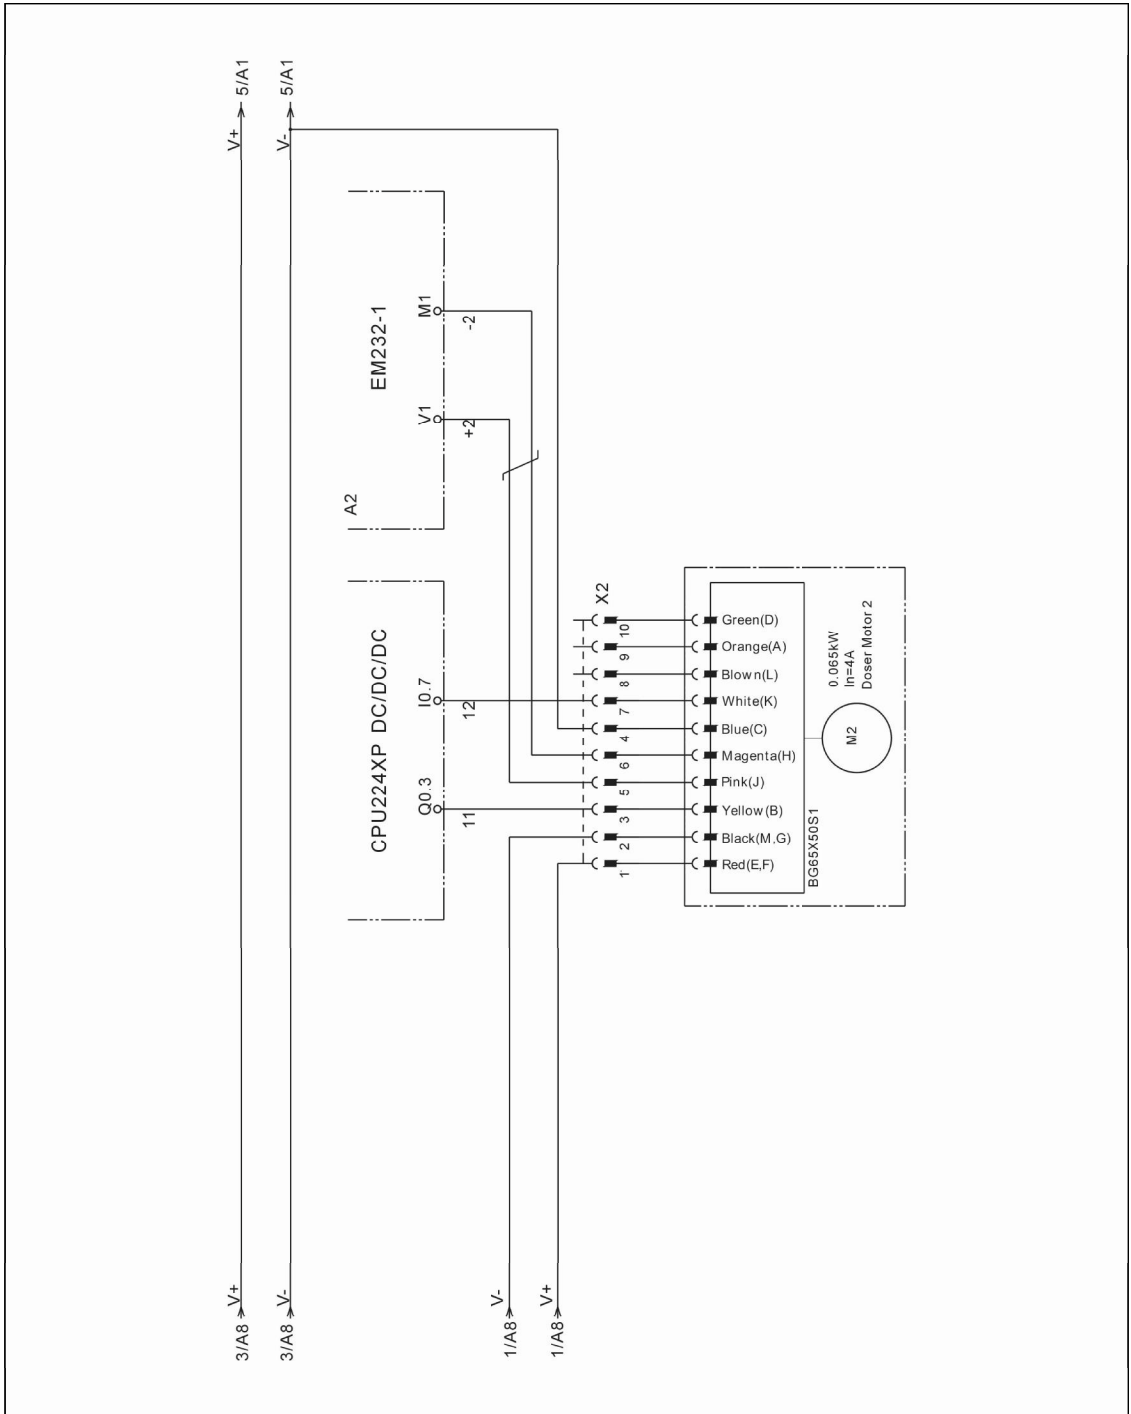 3/A8 V+ V+ 5/A1
3/A8 V- V- 5/A1
CPU224XP DC/DC/DC
Q0.3
I0.7
11
12
A2
EM232-1
V1
M1
+2
-2
1/A8 V-
1/A8 V+
X2
1
2
3
5
6
4
7
8
9
10
Red(E,F)
Black(M,G)
Yellow(B)
Pink(J)
Magenta(H)
Blue(C)
White(K)
Blown(L)
Orange(A)
Green(D)
BG65X50S1
M2
0.065kW
In=4A
Doser Motor 2